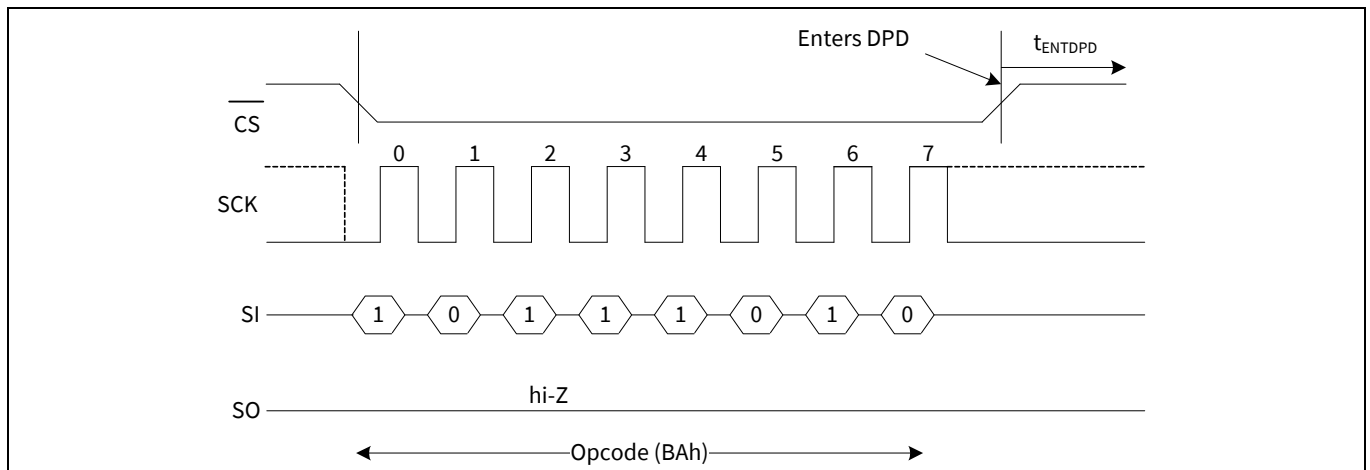 Enters DPD
tENTDPD
CS
0 1 2 3 4 5 6 7
SCK
SI 1 0 1 1 1 0 1 0
hi-Z
SO
Opcode (BAh)